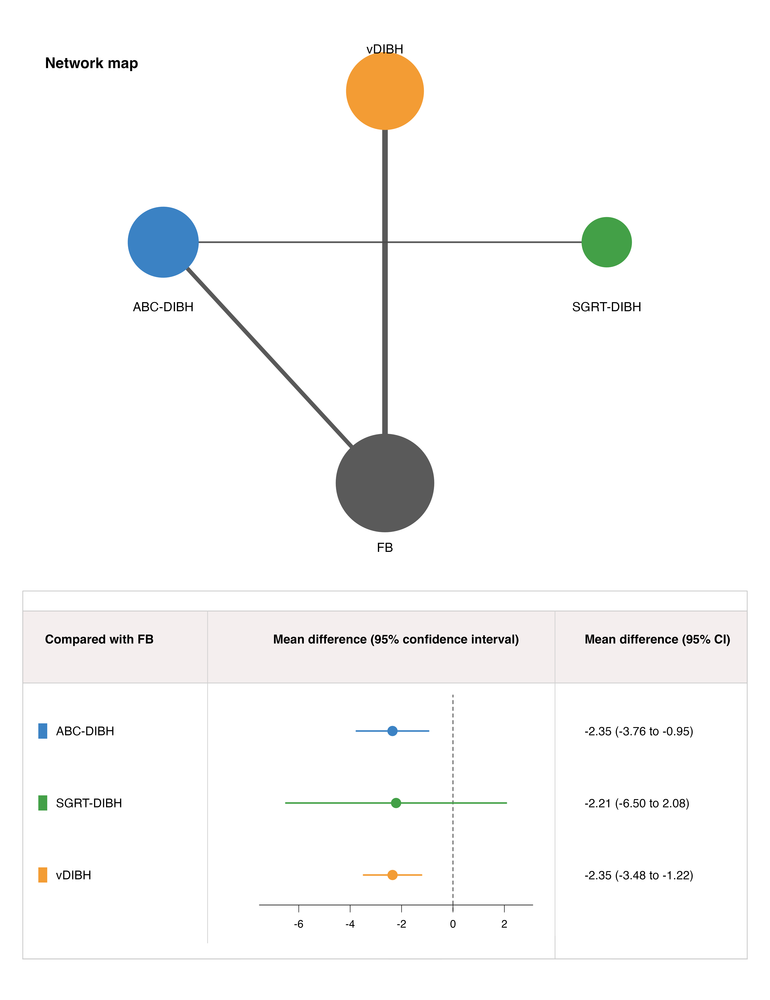 vDIBH
Network map
ABC-DIBH
SGRT-DIBH
FB
Compared with FB
Mean difference (95% confidence interval)
Mean difference (95% CI)
ABC-DIBH
-2.35 (-3.76 to -0.95)
SGRT-DIBH
-2.21 (-6.50 to 2.08)
vDIBH
-2.35 (-3.48 to -1.22)
-6 -4 -2 0 2